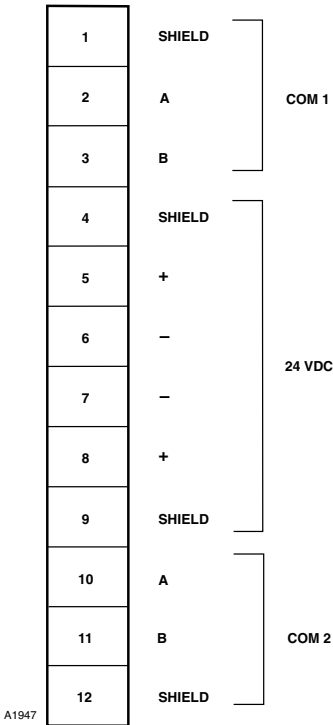 1 SHIELD
2 A COM 1
3 B
4 SHIELD
5 +
6 –
24 VDC
7 –
8 +
9 SHIELD
10 A
11 B COM 2
12 SHIELD
A1947